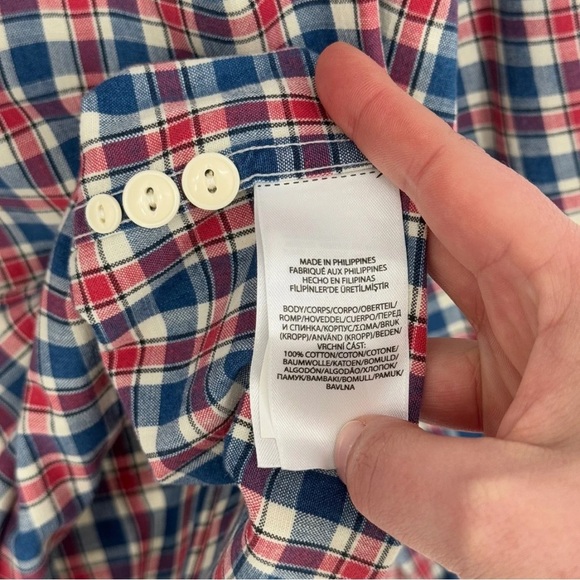 MADE IN PHILIPPINES
FABRIQUÉ AUX PHILIPPINES
HECHO EN FILIPINAS
FİLİPİNLER'DE ÜRETİLMİŞTİR
BODY/CORPS/CORPO/OBERTEIL/
ROMP/HOVEDDEL/CUERPO/ПЕРЕД
И СПИНКА/КОРПУС/ΣΩΜΑ/BRUK
(KROPP)/ANVÄND (KROPP)/BEDEN/
VRCHNÍ ČÁST:
100% COTTON/COTON/COTONE/
BAUMWOLLE/KATOEN/BOMULD/
ALGODÓN/ALGODÃO/ХЛОПОК/
ПАМУК/ΒΑΜΒΑΚΙ/BOMULL/PAMUK/
BAVLNA